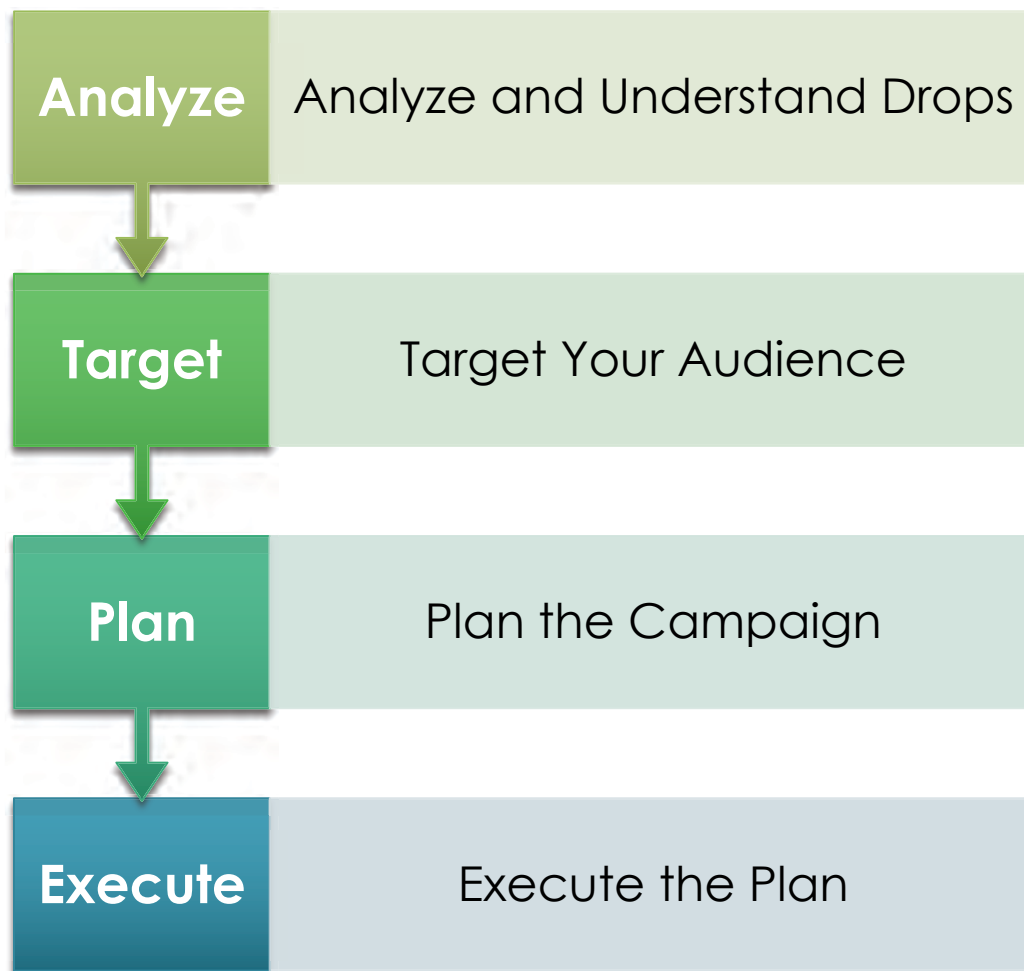 Analyze
Analyze and Understand Drops
Target
Target Your Audience
Plan
Plan the Campaign
Execute
Execute the Plan